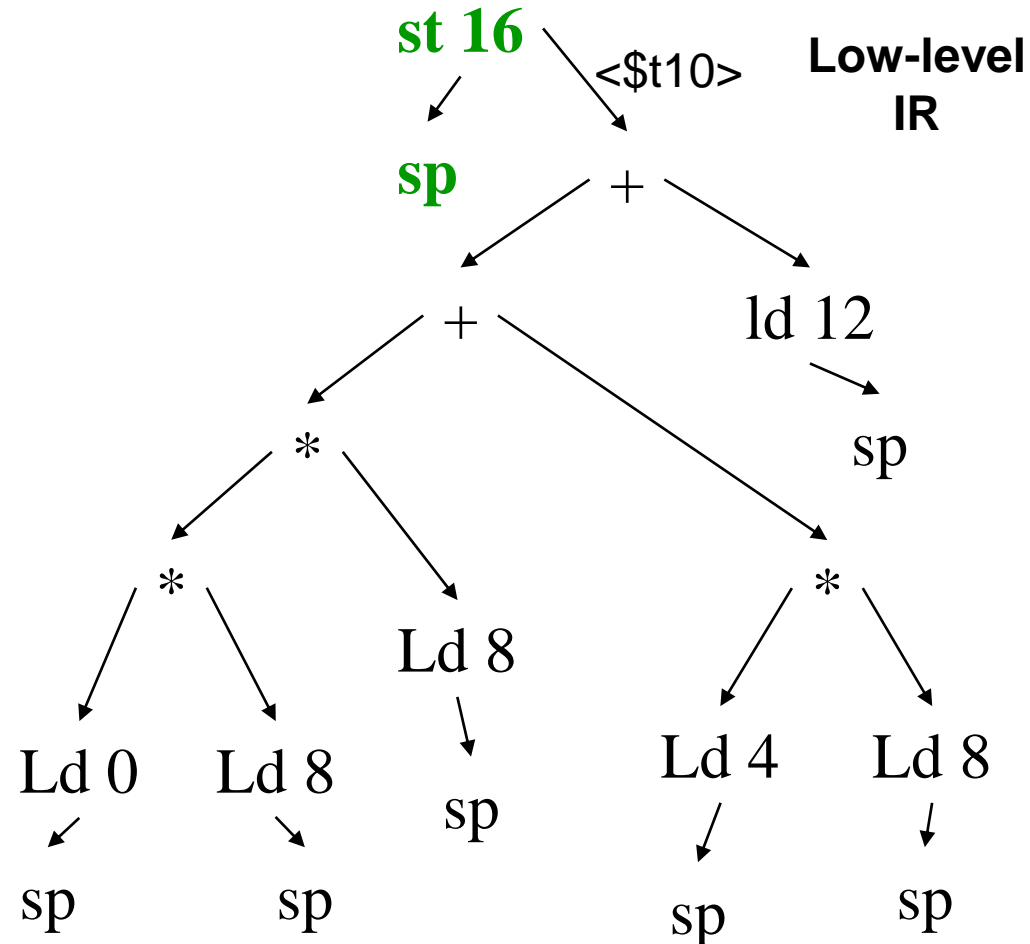 st 16
<$t10>
Low-level
IR
sp
+
+
ld 12
*
sp
*
*
Ld 8
Ld 0
Ld 8
Ld 4
Ld 8
sp
sp
sp
sp
sp